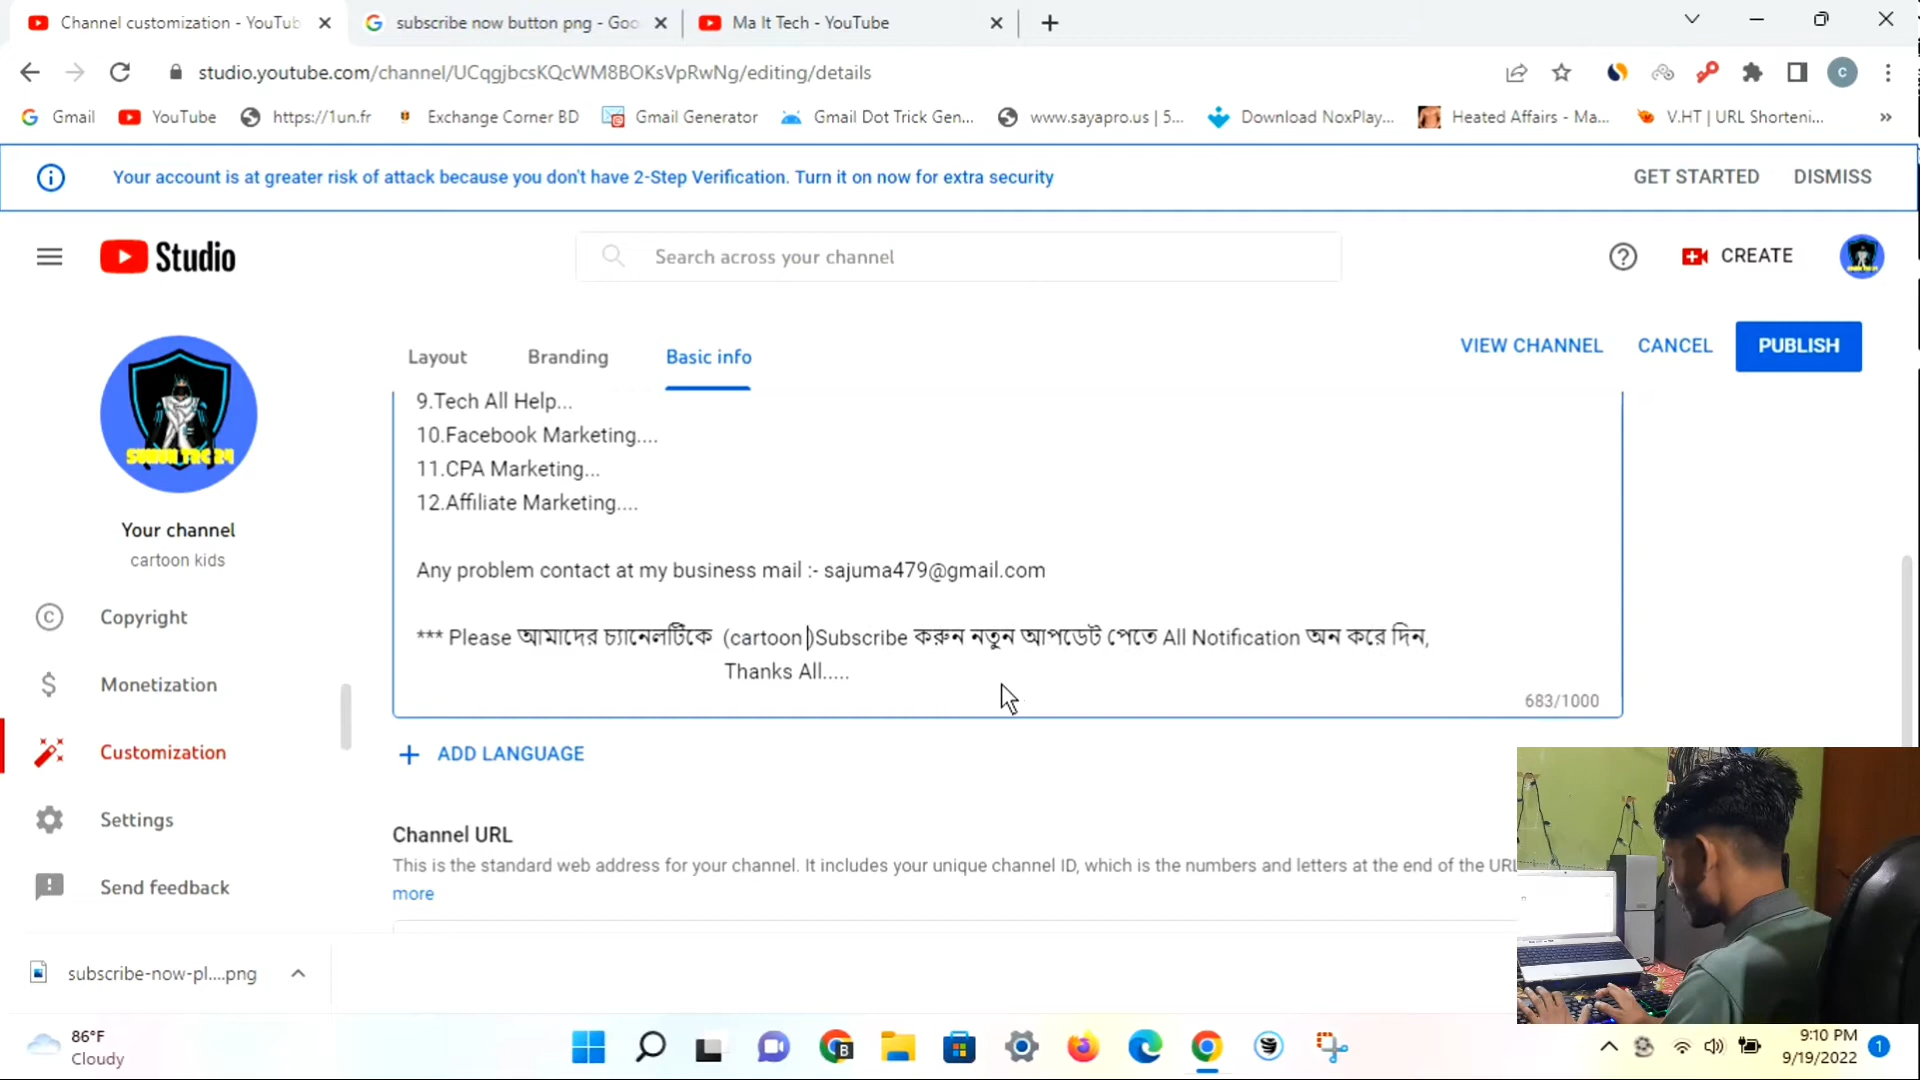 Channel customization - YouTub
subscribe now button png - Goo
Ma It Tech - YouTube
studio.youtube.com/channel/UCqgjbcsKQcWM8BOKsVpRwNg/editing/details
C
Gmail
YouTube
https://1un.fr
Exchange Corner BD
Gmail Generator
Gmail Dot Trick Gen...
www.sayapro.us | 5...
Download NoxPlay...
Heated Affairs - Ma...
V.HT | URL Shorteni...
»
Your account is at greater risk of attack because you don't have 2-Step Verification. Turn it on now for extra security
GET STARTED
DISMISS
Studio
Search across your channel
CREATE
Layout
Branding
Basic info
VIEW CHANNEL
CANCEL
PUBLISH
Your channel
cartoon kids
Copyright
Monetization
Customization
Settings
Send feedback
9.Tech All Help...
10.Facebook Marketing....
11.CPA Marketing...
12.Affiliate Marketing....
Any problem contact at my business mail :- sajuma479@gmail.com
*** Please আমাদের চ্যানেলটিকে (cartoon )Subscribe করুন নতুন আপডেট পেতে All Notification অন করে দিন,
Thanks All.....
683/1000
+ ADD LANGUAGE
Channel URL
This is the standard web address for your channel. It includes your unique channel ID, which is the numbers and letters at the end of the URL
more
subscribe-now-pl....png
86°F
Cloudy
9:10 PM
9/19/2022
1